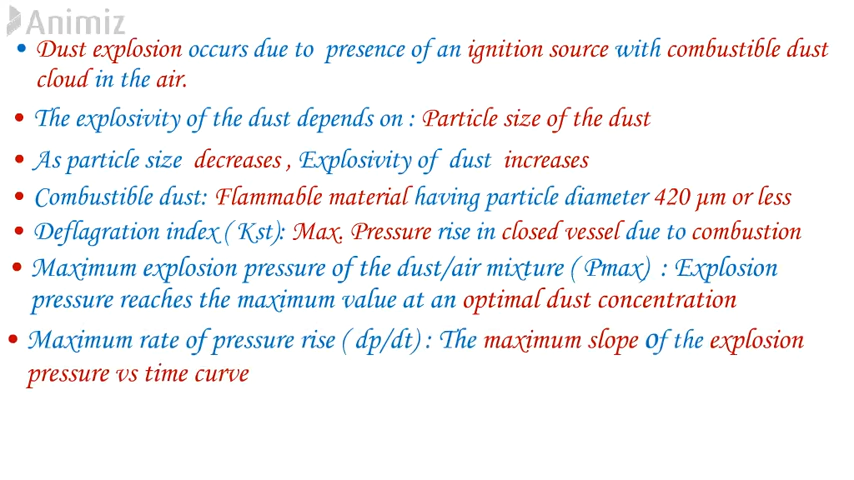 Animiz
• Dust explosion occurs due to presence of an ignition source with combustible dust
cloud in the air.
• The explosivity of the dust depends on : Particle size of the dust
• As particle size decreases , Explosivity of dust increases
• Combustible dust: Flammable material having particle diameter 420 µm or less
• Deflagration index ( Kst): Max. Pressure rise in closed vessel due to combustion
• Maximum explosion pressure of the dust/air mixture ( Pmax) : Explosion
pressure reaches the maximum value at an optimal dust concentration
• Maximum rate of pressure rise ( dp/dt) : The maximum slope of the explosion
pressure vs time curve